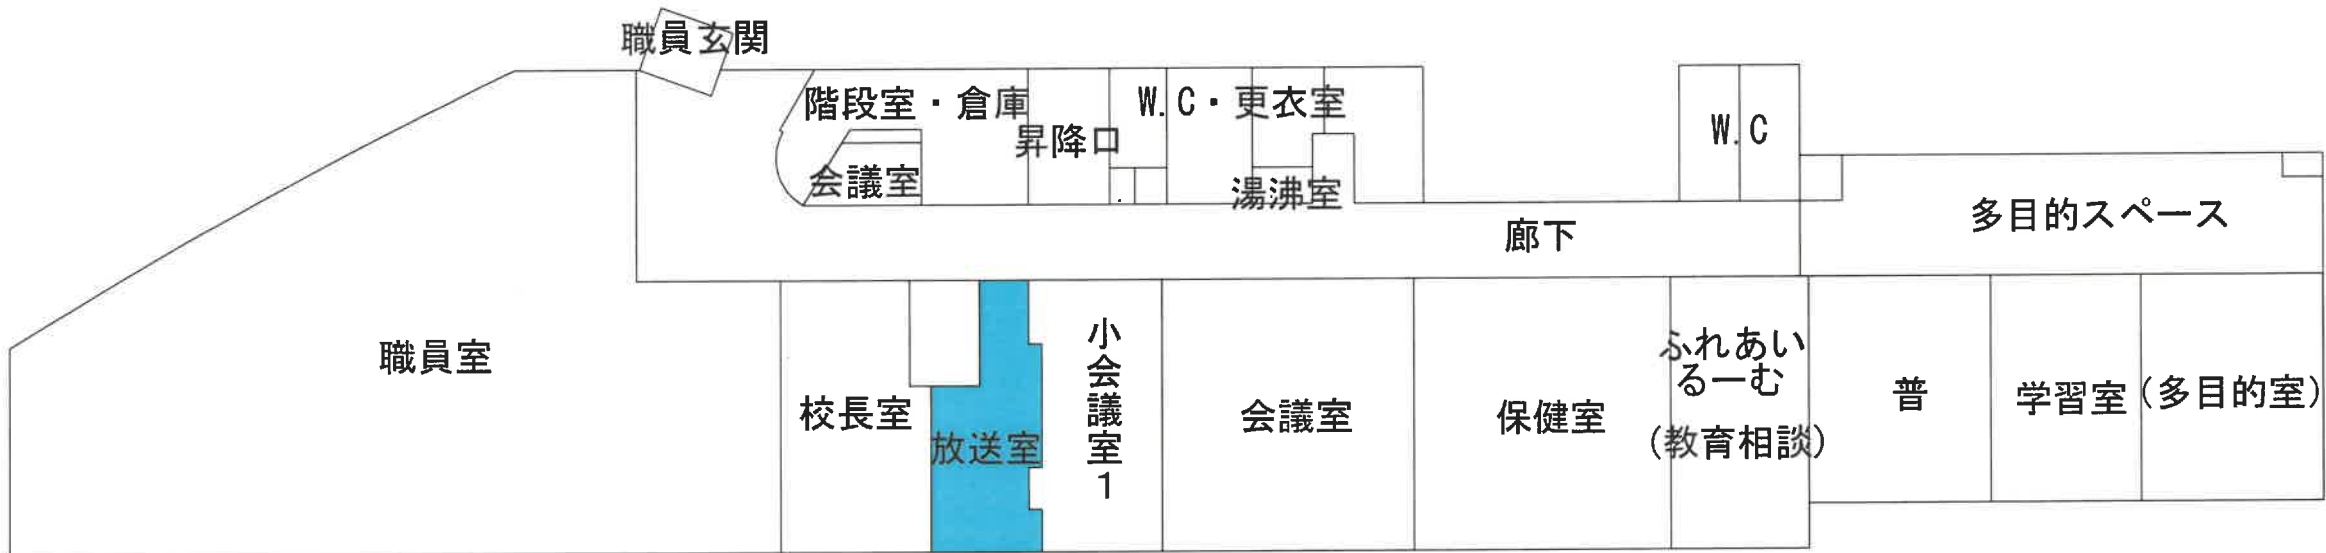 職員玄関
階段室・倉庫
W.C・更衣室
昇降口
W.C
会議室
湯沸室
多目的スペース
廊下
職員室
校長室
放送室
小会議室1
会議室
保健室
ふれあい
るーむ
(教育相談)
普
学習室
(多目的室)